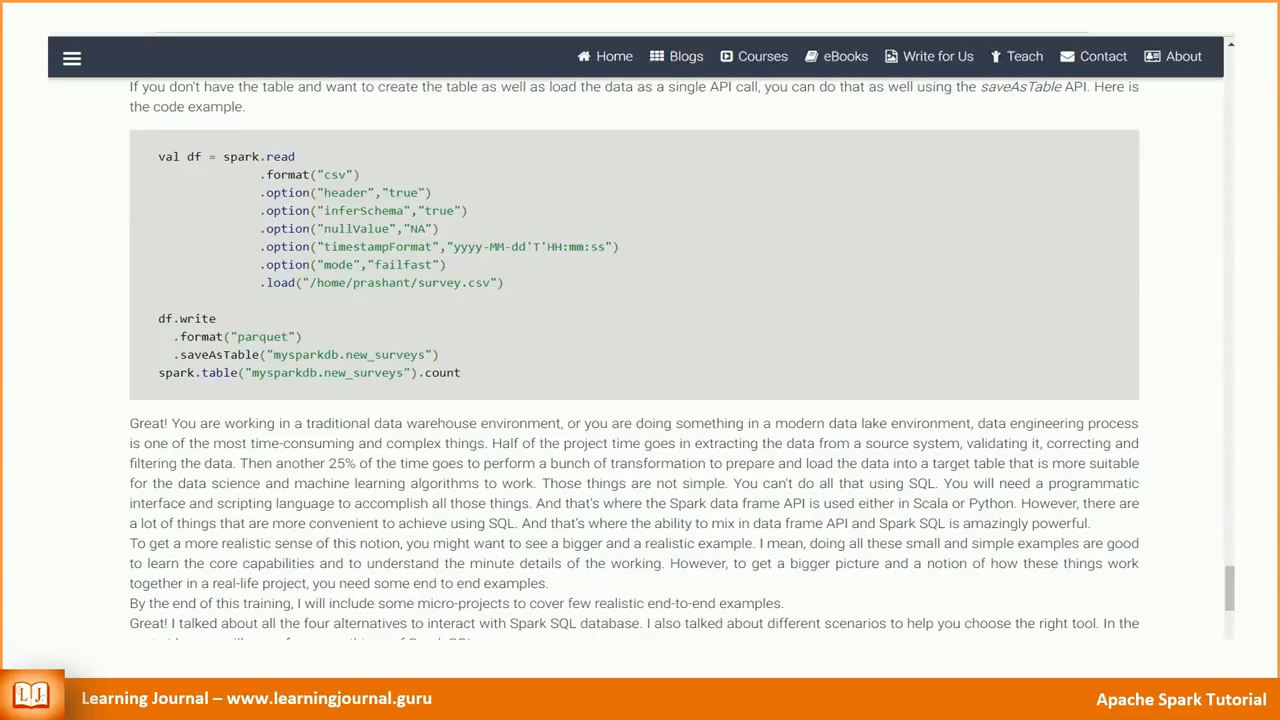 Home Blogs Courses eBooks Write for Us Teach Contact About
If you don't have the table and want to create the table as well as load the data as a single API call, you can do that as well using the saveAsTable API. Here is
the code example.
val df = spark.read
.format("csv")
.option("header","true")
.option("inferSchema","true")
.option("nullValue","NA")
.option("timestampFormat","yyyy-MM-dd'T'HH:mm:ss")
.option("mode","failfast")
.load("/home/prashant/survey.csv")
df.write
.format("parquet")
.saveAsTable("mysparkdb.new_surveys")
spark.table("mysparkdb.new_surveys").count
Great! You are working in a traditional data warehouse environment, or you are doing something in a modern data lake environment, data engineering process
is one of the most time-consuming and complex things. Half of the project time goes in extracting the data from a source system, validating it, correcting and
filtering the data. Then another 25% of the time goes to perform a bunch of transformation to prepare and load the data into a target table that is more suitable
for the data science and machine learning algorithms to work. Those things are not simple. You can't do all that using SQL. You will need a programmatic
interface and scripting language to accomplish all those things. And that's where the Spark data frame API is used either in Scala or Python. However, there are
a lot of things that are more convenient to achieve using SQL. And that's where the ability to mix in data frame API and Spark SQL is amazingly powerful.
To get a more realistic sense of this notion, you might want to see a bigger and a realistic example. I mean, doing all these small and simple examples are good
to learn the core capabilities and to understand the minute details of the working. However, to get a bigger picture and a notion of how these things work
together in a real-life project, you need some end to end examples.
By the end of this training, I will include some micro-projects to cover few realistic end-to-end examples.
Great! I talked about all the four alternatives to interact with Spark SQL database. I also talked about different scenarios to help you choose the right tool. In the
LJ
Learning Journal – www.learningjournal.guru
Apache Spark Tutorial